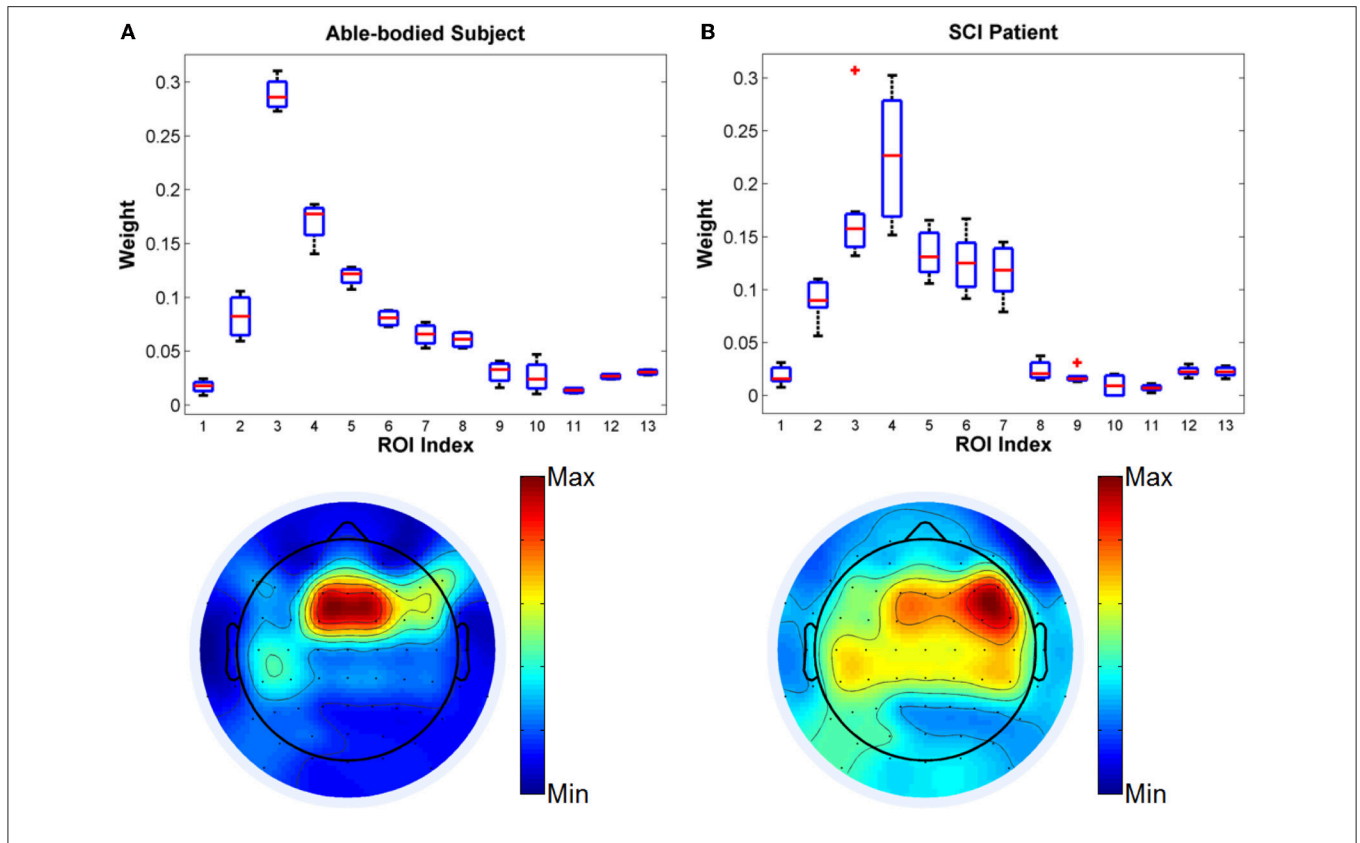 A
Able-bodied Subject
0.3
0.25
0.2
0.15
0.1
0.05
0
Weight
1 2 3 4 5 6 7 8 9 10 11 12 13
ROI Index
B
SCI Patient
0.3
0.25
0.2
0.15
0.1
0.05
0
Weight
1 2 3 4 5 6 7 8 9 10 11 12 13
ROI Index
Max
Min
Max
Min